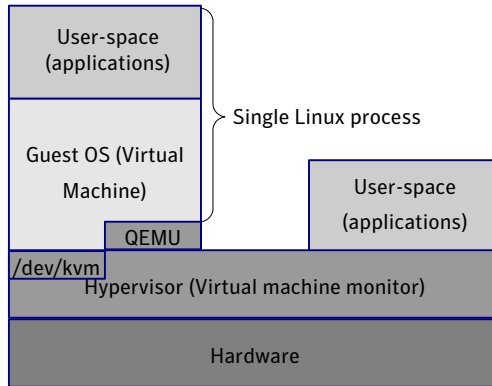 User-space
(applications)
Single Linux process
Guest OS (Virtual
Machine)
User-space
(applications)
QEMU
/dev/kvm
Hypervisor (Virtual machine monitor)
Hardware